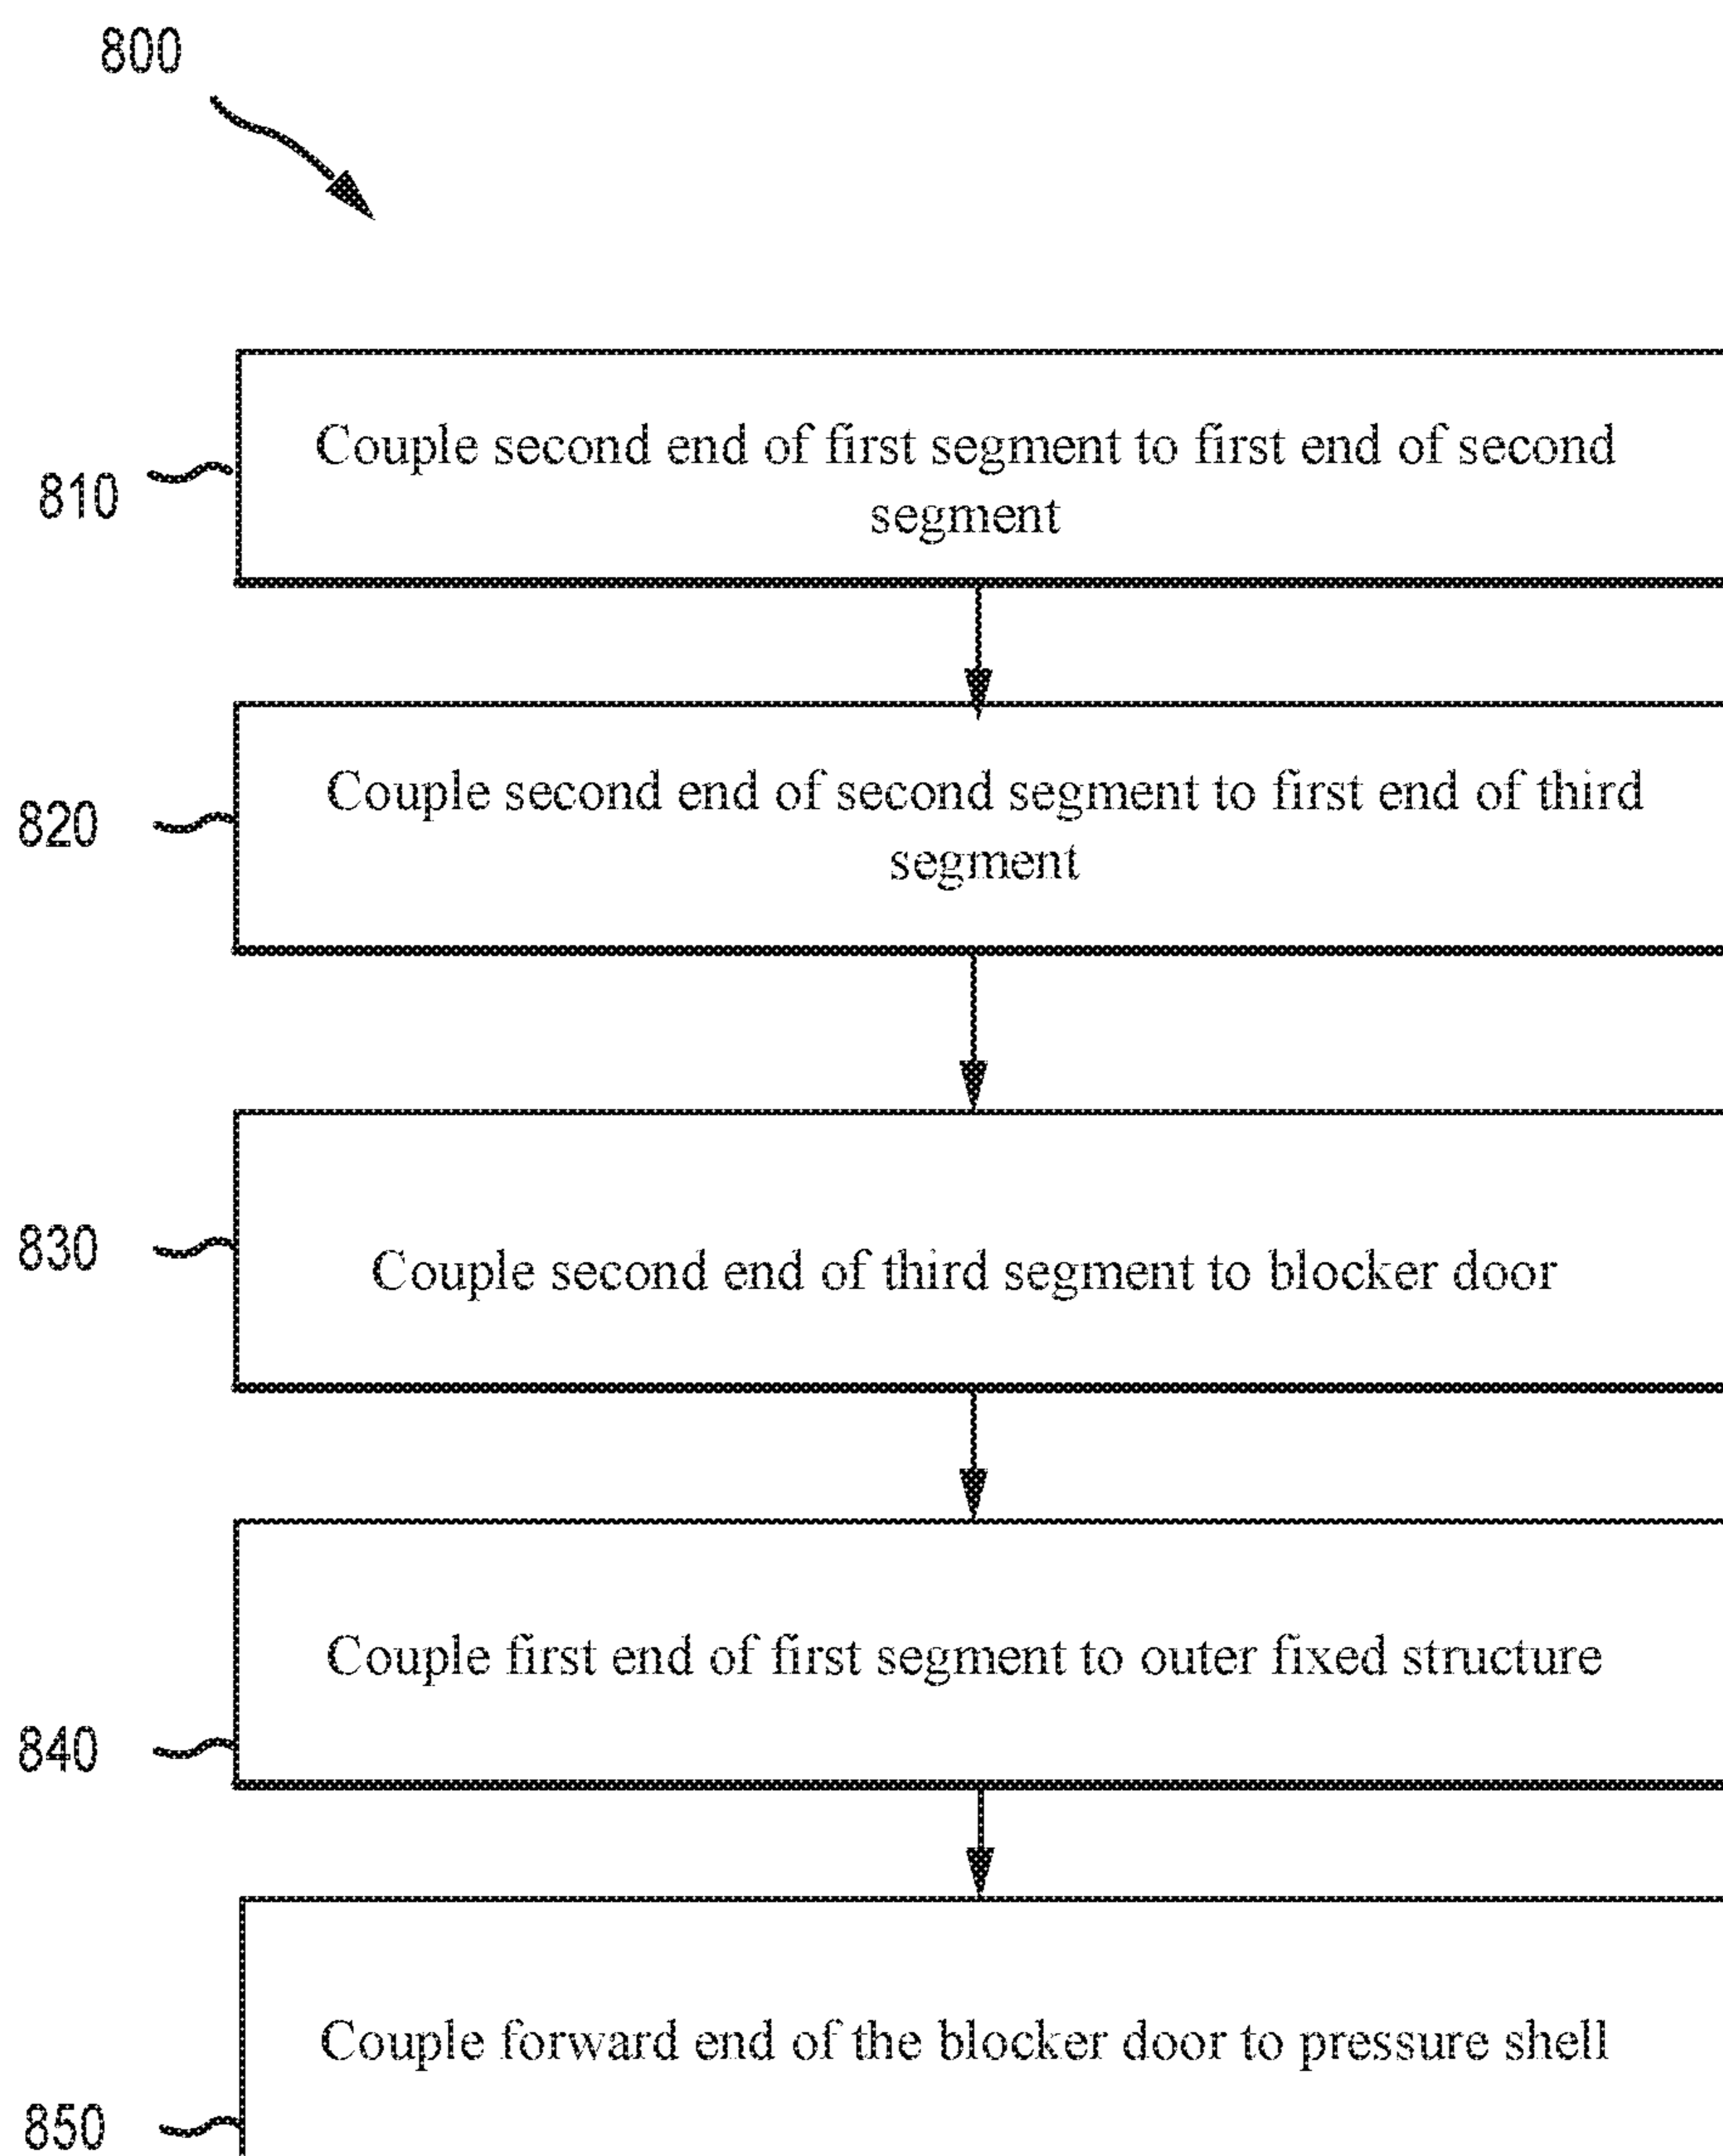 800
810
Couple second end of first segment to first end of second
segment
820
Couple second end of second segment to first end of third
segment
830
Couple second end of third segment to blocker door
840
Couple first end of first segment to outer fixed structure
850
Couple forward end of the blocker door to pressure shell